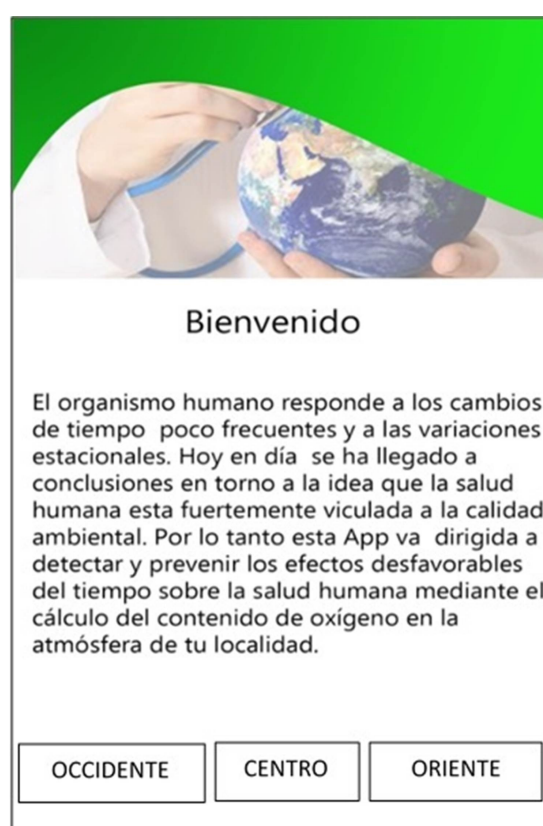 Bienvenido
El organismo humano responde a los cambios
de tiempo poco frecuentes y a las variaciones
estacionales. Hoy en día se ha llegado a
conclusiones en torno a la idea que la salud
humana esta fuertemente viculada a la calidad
ambiental. Por lo tanto esta App va dirigida a
detectar y prevenir los efectos desfavorables
del tiempo sobre la salud humana mediante el
cálculo del contenido de oxígeno en la
atmósfera de tu localidad.
OCCIDENTE
CENTRO
ORIENTE